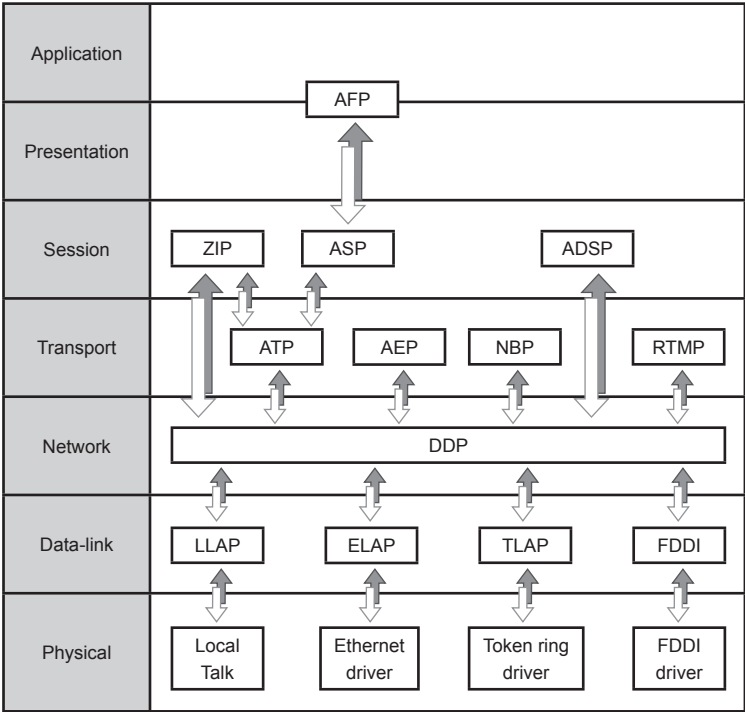 Application
AFP
Presentation
Session
ZIP
ASP
ADSP
Transport
ATP
AEP
NBP
RTMP
Network
DDP
Data-link
LLAP
ELAP
TLAP
FDDI
Physical
Local
Talk
Ethernet
driver
Token ring
driver
FDDI
driver